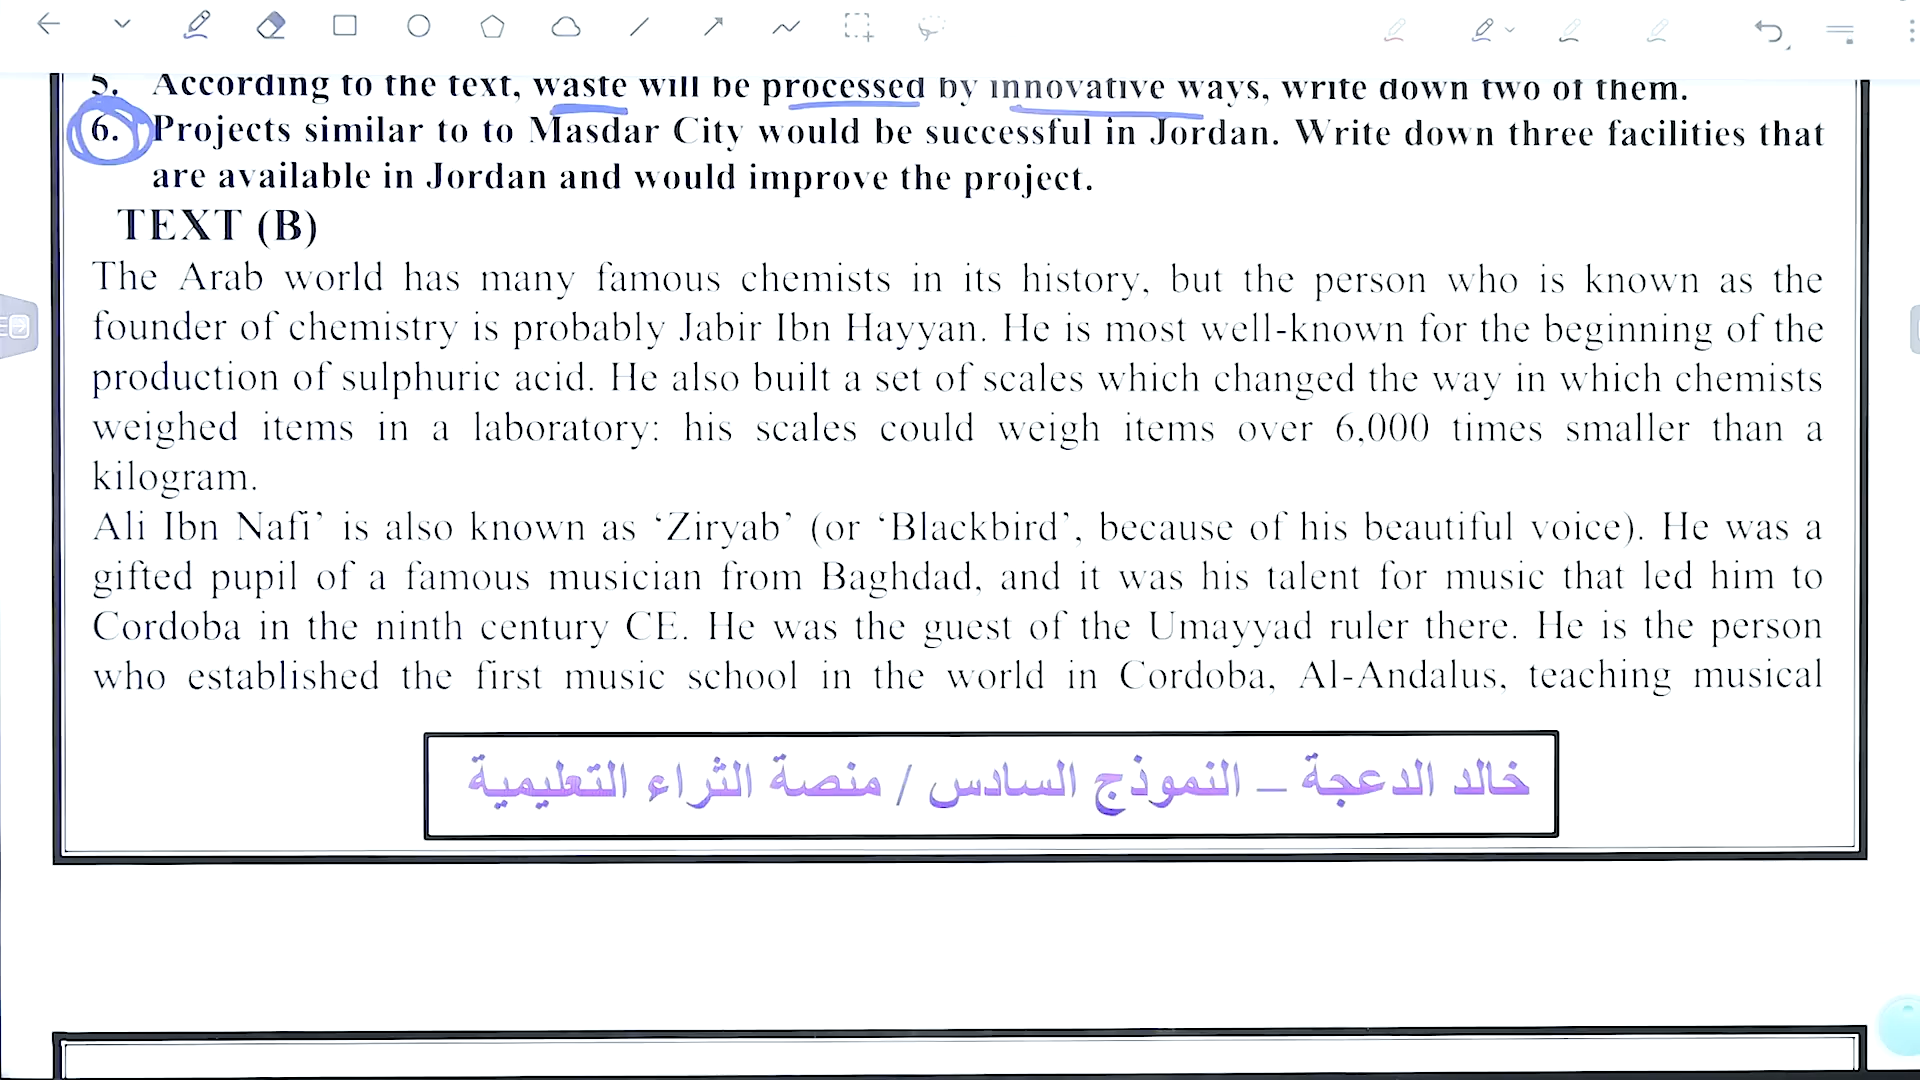 5. According to the text, waste will be processed by innovative ways, write down two of them.
6. Projects similar to to Masdar City would be successful in Jordan. Write down three facilities that
are available in Jordan and would improve the project.
TEXT (B)
The Arab world has many famous chemists in its history, but the person who is known as the
founder of chemistry is probably Jabir Ibn Hayyan. He is most well-known for the beginning of the
production of sulphuric acid. He also built a set of scales which changed the way in which chemists
weighed items in a laboratory: his scales could weigh items over 6,000 times smaller than a
kilogram.
Ali Ibn Nafi’ is also known as ‘Ziryab’ (or ‘Blackbird’, because of his beautiful voice). He was a
gifted pupil of a famous musician from Baghdad, and it was his talent for music that led him to
Cordoba in the ninth century CE. He was the guest of the Umayyad ruler there. He is the person
who established the first music school in the world in Cordoba, Al-Andalus, teaching musical
خالد الدعجة – النموذج السادس / منصة الثراء التعليمية